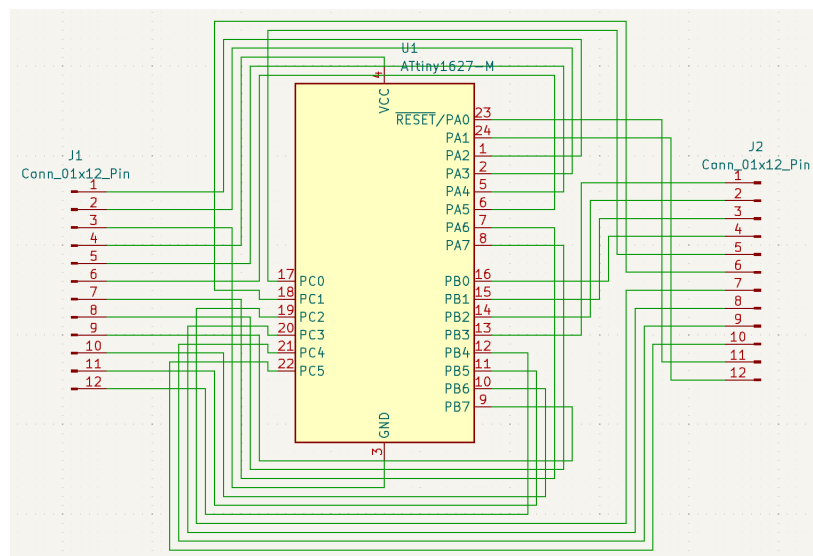 U1
ATtiny1627-M
4
VCC
RESET/PA0 23
PA1 24
PA2 1
PA3 2
PA4 5
PA5 6
PA6 7
PA7 8
17 PC0
18 PC1
19 PC2
20 PC3
21 PC4
22 PC5
PB0 16
PB1 15
PB2 14
PB3 13
PB4 12
PB5 11
PB6 10
PB7 9
GND
3
J1
Conn_01x12_Pin
1
2
3
4
5
6
7
8
9
10
11
12
J2
Conn_01x12_Pin
1
2
3
4
5
6
7
8
9
10
11
12